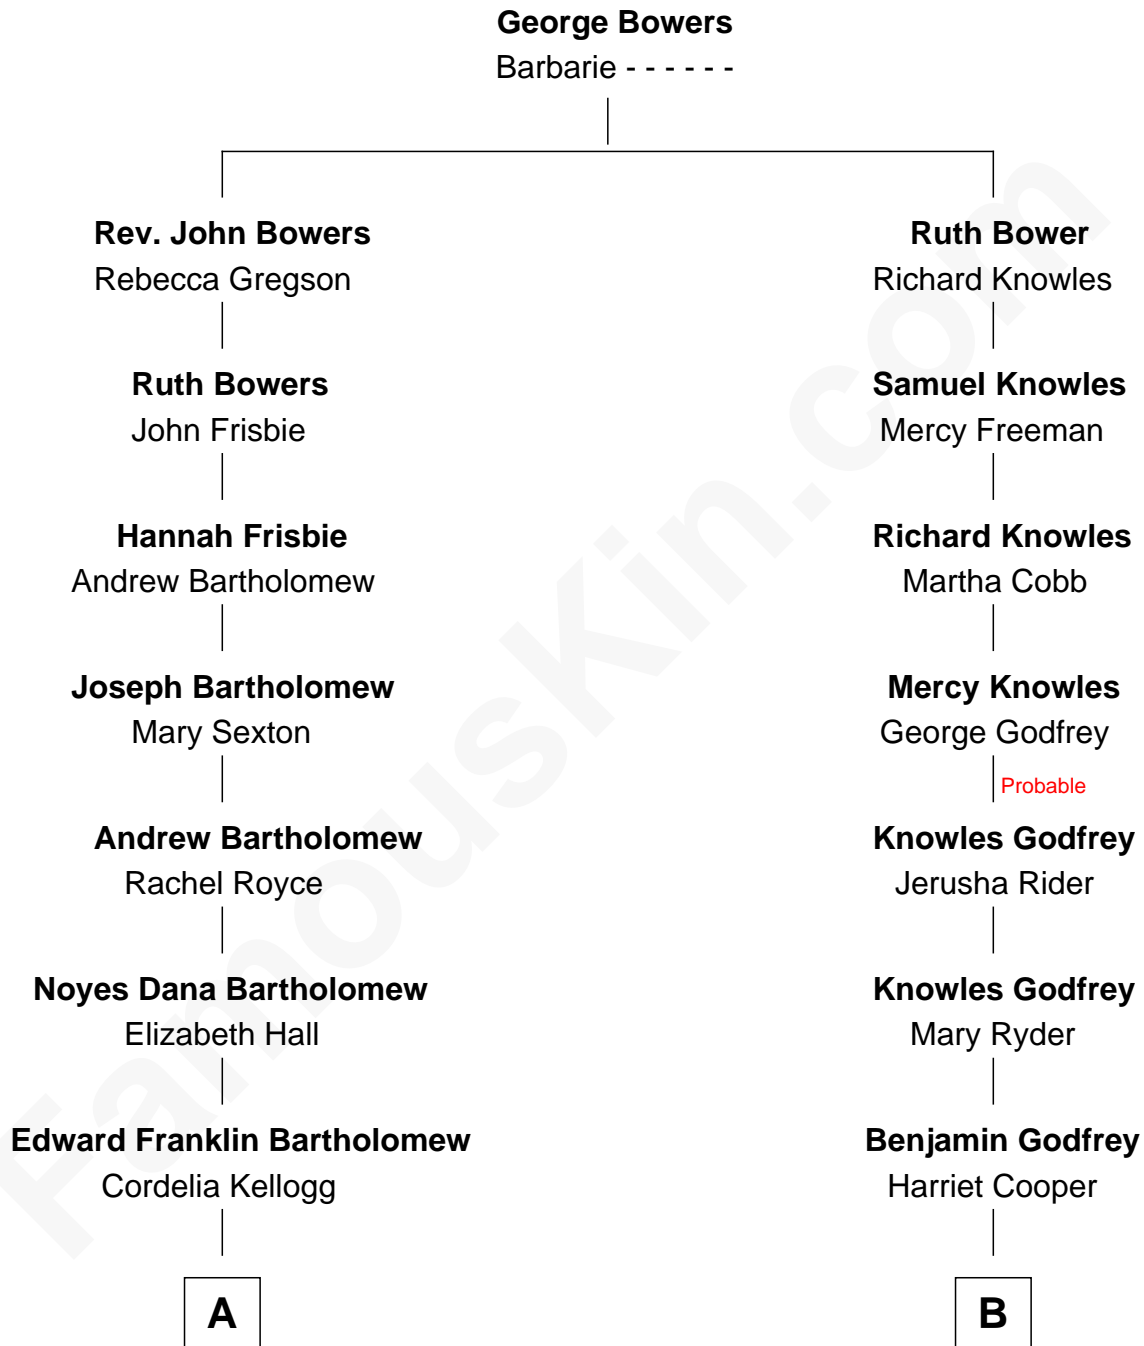 George Bowers
Barbarie - - - - - -
Rev. John Bowers
Rebecca Gregson
Ruth Bower
Richard Knowles
Ruth Bowers
John Frisbie
Samuel Knowles
Mercy Freeman
Hannah Frisbie
Andrew Bartholomew
Richard Knowles
Martha Cobb
Joseph Bartholomew
Mary Sexton
Mercy Knowles
George Godfrey
Probable
Andrew Bartholomew
Rachel Royce
Knowles Godfrey
Jerusha Rider
Noyes Dana Bartholomew
Elizabeth Hall
Knowles Godfrey
Mary Ryder
Edward Franklin Bartholomew
Cordelia Kellogg
Benjamin Godfrey
Harriet Cooper
A
B
FamousKin.com